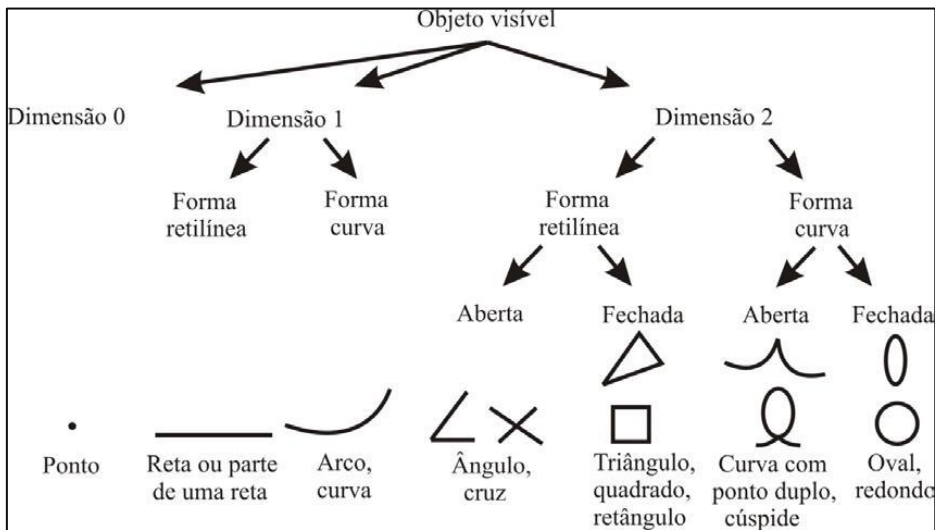 Objeto visível
Dimensão 0
Dimensão 1
Dimensão 2
Forma
retilínea
Forma
curva
Forma
retilínea
Forma
curva
Aberta
Fechada
Aberta
Fechada
Ponto
Reta ou parte
de uma reta
Arco,
curva
Ângulo,
cruz
Triângulo,
quadrado,
retângulo
Curva com
ponto duplo,
cúspide
Oval,
redondo